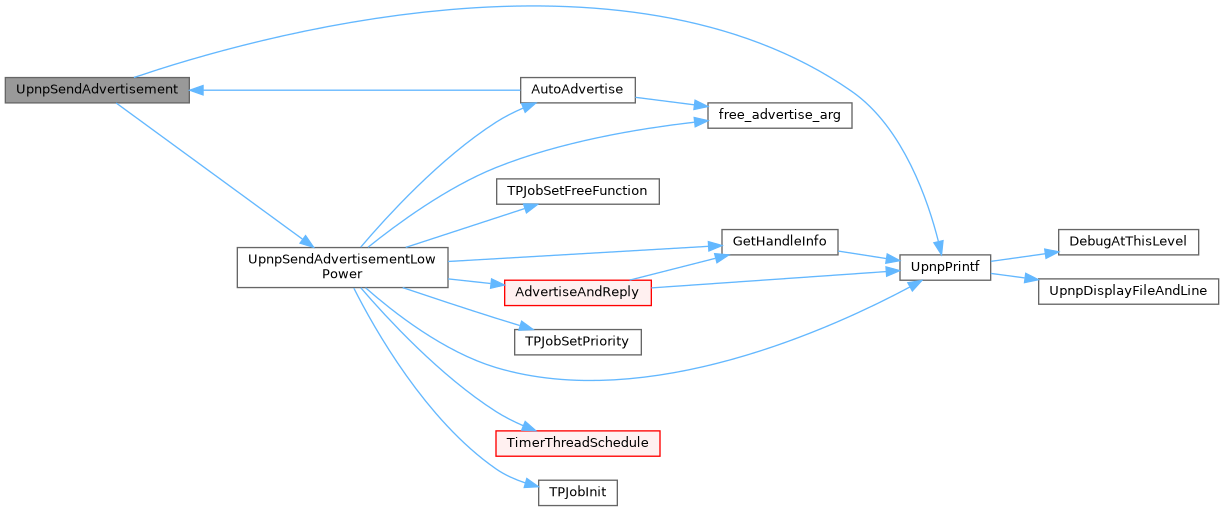 UpnpSendAdvertisement
AutoAdvertise
free_advertise_arg
TPJobSetFreeFunction
UpnpSendAdvertisementLow
Power
GetHandleInfo
DebugAtThisLevel
UpnpPrintf
AdvertiseAndReply
UpnpDisplayFileAndLine
TPJobSetPriority
TimerThreadSchedule
TPJobInit